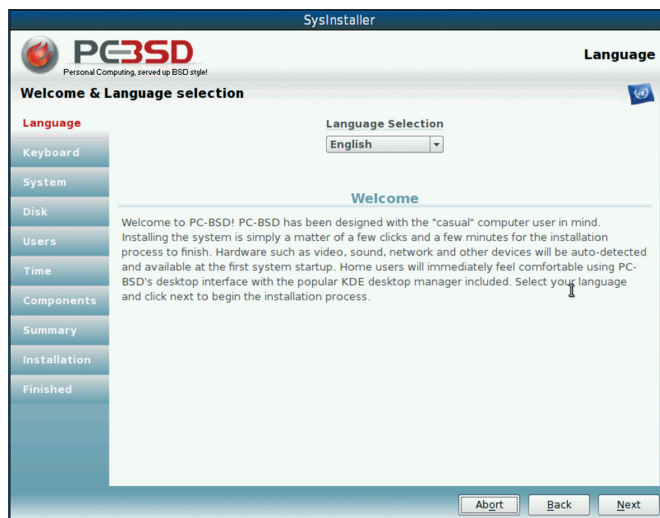 SysInstaller
PCBSD
Personal Computing, served up BSD style!
Language
Welcome & Language selection
Language
Keyboard
System
Disk
Users
Time
Components
Summary
Installation
Finished
Language Selection
English
Welcome
Welcome to PC-BSD! PC-BSD has been designed with the "casual" computer user in mind.
Installing the system is simply a matter of a few clicks and a few minutes for the installation
process to finish. Hardware such as video, sound, network and other devices will be auto-detected
and available at the first system startup. Home users will immediately feel comfortable using PC-
BSD's desktop interface with the popular KDE desktop manager included. Select your language
and click next to begin the installation process.
Abort
Back
Next